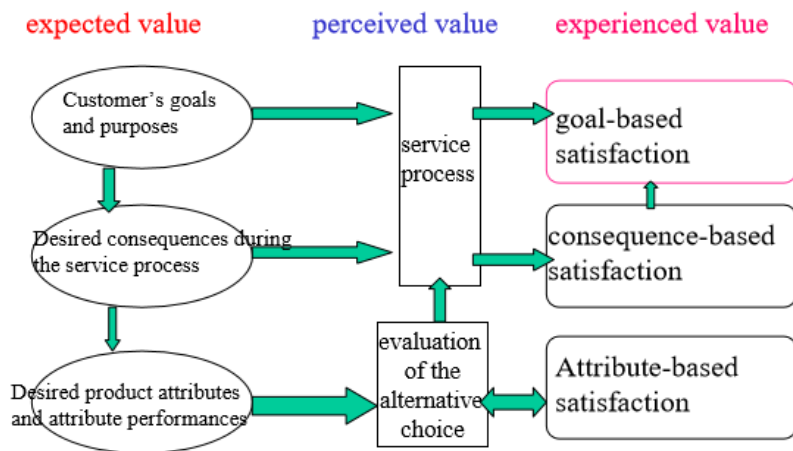 expected value
perceived value
experienced value
Customer's goals
and purposes
service
process
goal-based
satisfaction
Desired consequences during
the service process
consequence-based
satisfaction
Desired product attributes
and attribute performances
evaluation
of the
alternative
choice
Attribute-based
satisfaction